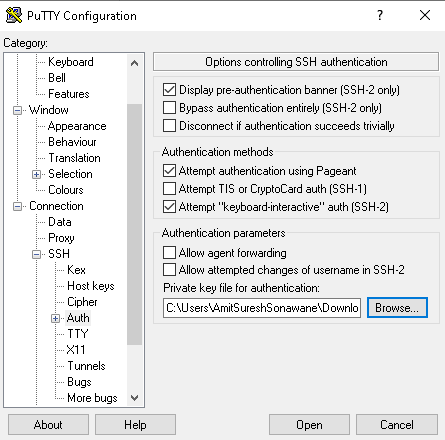 PuTTY Configuration
?
Category:
Keyboard
Bell
Features
Window
Appearance
Behaviour
Translation
Selection
Colours
Connection
Data
Proxy
SSH
Kex
Host keys
Cipher
Auth
TTY
X11
Tunnels
Bugs
More bugs
Options controlling SSH authentication
Display pre-authentication banner (SSH-2 only)
Bypass authentication entirely (SSH-2 only)
Disconnect if authentication succeeds trivially
Authentication methods
Attempt authentication using Pageant
Attempt TIS or CryptoCard auth (SSH-1)
Attempt "keyboard-interactive" auth (SSH-2)
Authentication parameters
Allow agent forwarding
Allow attempted changes of username in SSH-2
Private key file for authentication:
C:\Users\AmitSureshSonawane\Downlo Browse...
About Help Open Cancel